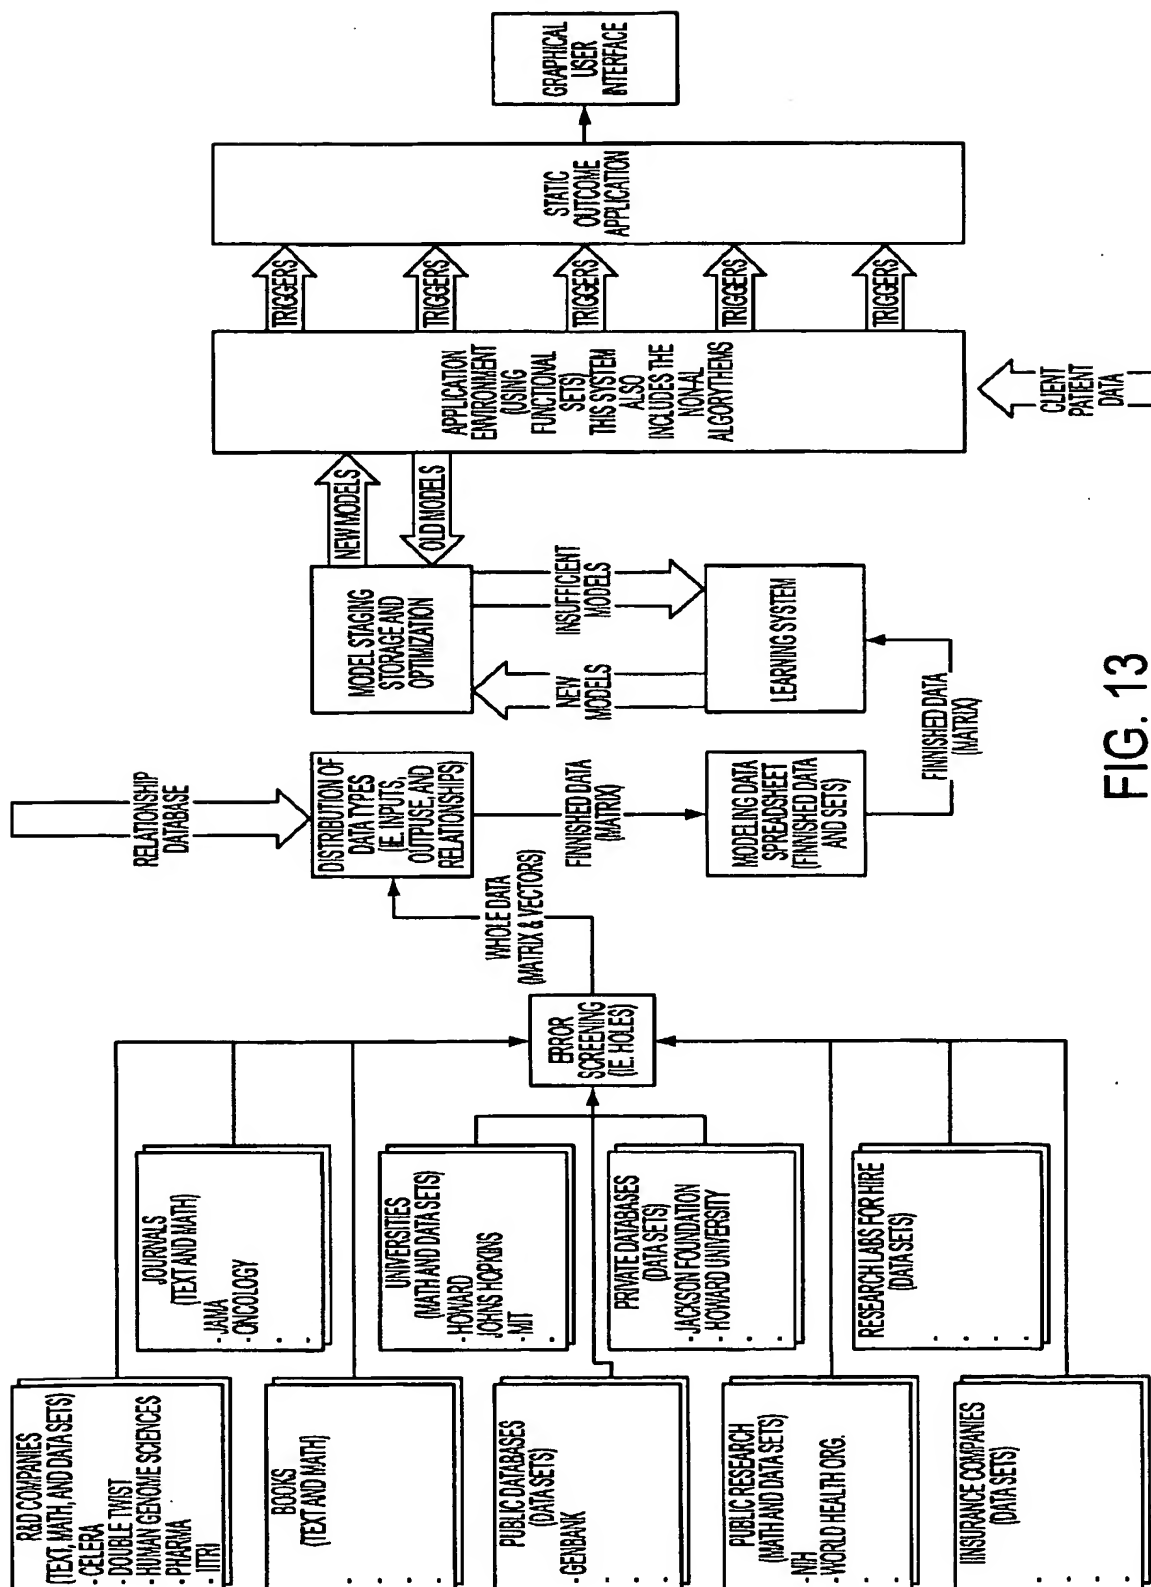 R&D COMPANIES
(TEXT, MATH, AND DATA SETS)
· CELERA
· DOUBLE TWIST
· HUMAN GENOME SCIENCES
· PHARMA
· IITRI
JOURNALS
(TEXT AND MATH)
· JAMA
· ONCOLOGY
BOOKS
(TEXT AND MATH)
UNIVERSITIES
(MATH AND DATA SETS)
· HOWARD
JOHNS HOPKINS
· MIT
PUBLIC DATABASES
(DATA SETS)
· GENBANK
PRIVATE DATABASES
(DATA SETS)
· JACKSON FOUNDATION
HOWARD UNIVERSITY
PUBLIC RESEARCH
(MATH AND DATA SETS)
· NIH
· WORLD HEALTH ORG.
RESEARCH LABS FOR HIRE
(DATA SETS)
IINSURANCE COMPANIES
(DATA SETS)
ERROR
SCREENING
(IE. HOLES)
WHOLE DATA
(MATRIX & VECTORS)
RELATIONSHIP
DATABASE
DISTRIBUTION OF
DATA TYPES
(IE. INPUTS,
OUTPUSE, AND
RELATIONSHIPS)
FINNISHED DATA
(MATRIX)
MODELING DATA
SPREADSHEET
(FINNISHED DATA
AND SETS)
FINNISHED DATA
(MATRIX)
MODEL STAGING
STORAGE AND
OPTIMIZATION
NEW
MODELS
INSUFFICIENT
MODELS
LEARNING SYSTEM
NEW MODELS
OLD MODELS
APPLICATION
ENVIRONMENT
(USING
FUNCTIONAL
SETS)
THIS SYSTEM
ALSO
INCLUDES THE
NON-AL
ALGORYTHEMS
CLIENT
PATIENT
DATA
TRIGGERS
TRIGGERS
TRIGGERS
TRIGGERS
TRIGGERS
STATIC
OUTCOME
APPLICATION
GRAPHICAL
USER
INTERFACE
FIG. 13